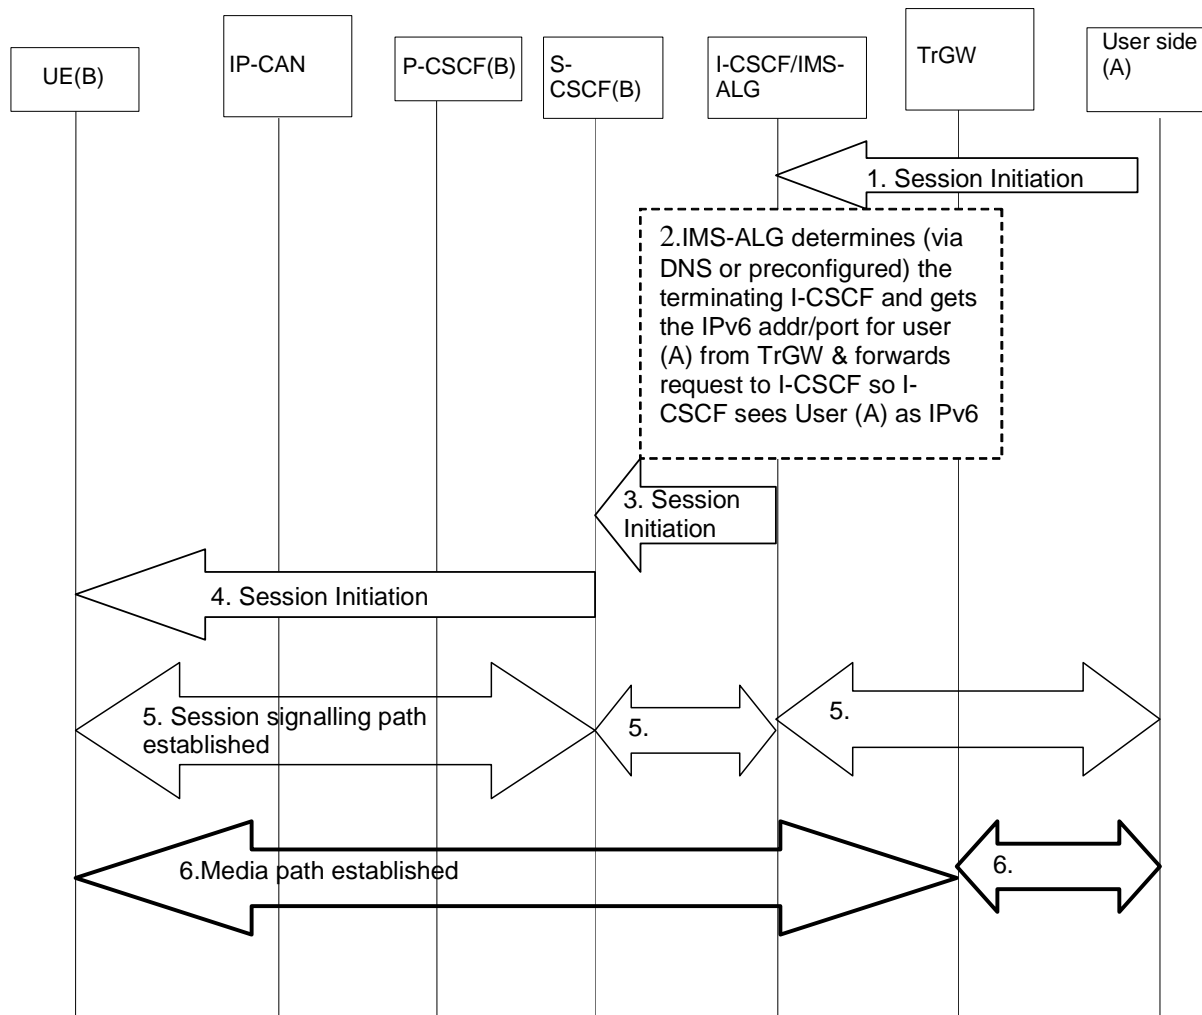 UE(B)
IP-CAN
P-CSCF(B)
S-
CSCF(B)
I-CSCF/IMS-
ALG
TrGW
User side
(A)
1. Session Initiation
2.IMS-ALG determines (via
DNS or preconfigured) the
terminating I-CSCF and gets
the IPv6 addr/port for user
(A) from TrGW & forwards
request to I-CSCF so I-
CSCF sees User (A) as IPv6
3. Session
Initiation
4. Session Initiation
5. Session signalling path
established
5.
5.
6.Media path established
6.